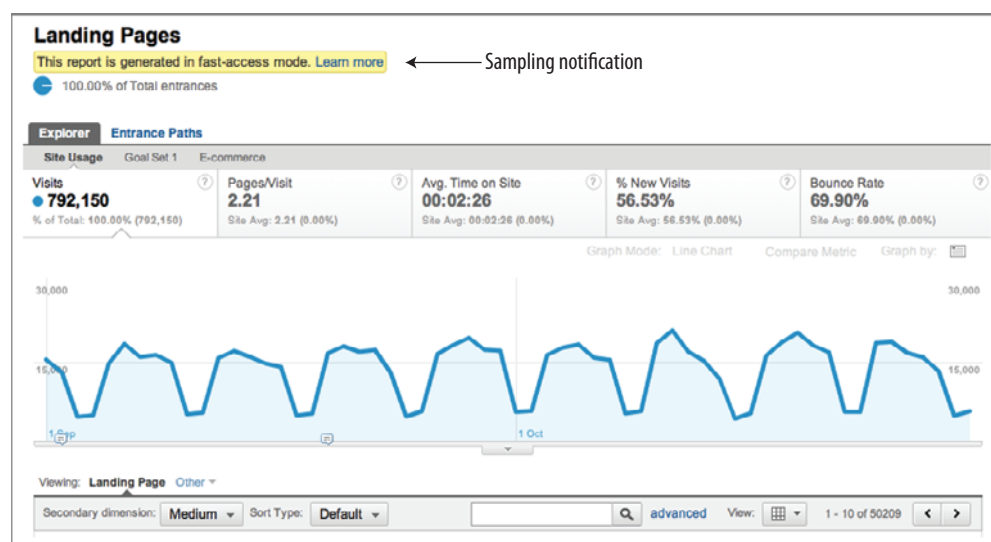 Landing Pages
This report is generated in fast-access mode. Learn more
Sampling notification
100.00% of Total entrances
Explorer Entrance Paths
Site Usage Goal Set 1 E-commerce
Visits ? Pages/Visit ? Avg. Time on Site ? % New Visits ? Bounce Rate ?
792,150 2.21 00:02:26 56.53% 69.90%
% of Total: 100.00% (792,150) Site Avg: 2.21 (0.00%) Site Avg: 00:02:26 (0.00%) Site Avg: 56.53% (0.00%) Site Avg: 69.90% (0.00%)
Graph Mode: Line Chart Compare Metric Graph by:
30,000 30,000
15,000 15,000
1 Sep 1 Oct
Viewing: Landing Page Other
Secondary dimension: Medium Sort Type: Default advanced View: 1 - 10 of 50209